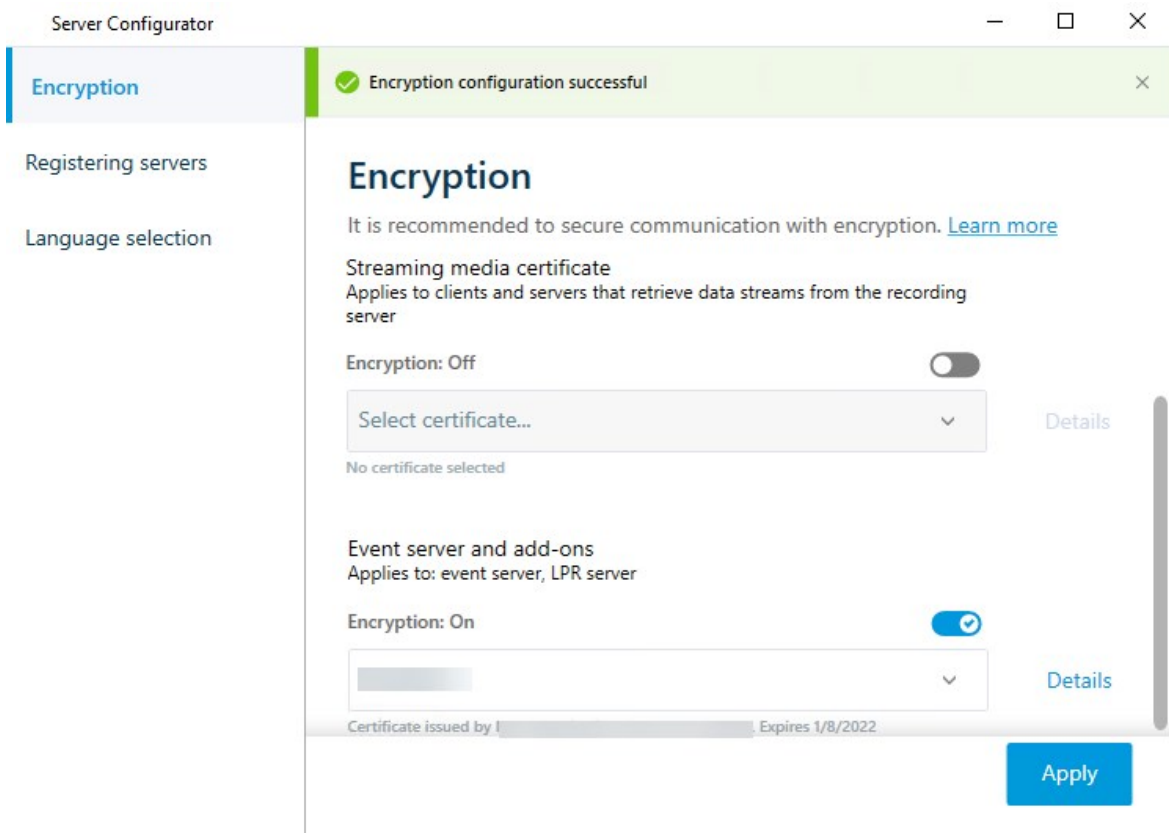 Server Configurator
Encryption
Registering servers
Language selection
Encryption configuration successful
Encryption
It is recommended to secure communication with encryption. Learn more
Streaming media certificate
Applies to clients and servers that retrieve data streams from the recording
server
Encryption: Off
Select certificate...
Details
No certificate selected
Event server and add-ons
Applies to: event server, LPR server
Encryption: On
Details
Certificate issued by
Expires 1/8/2022
Apply